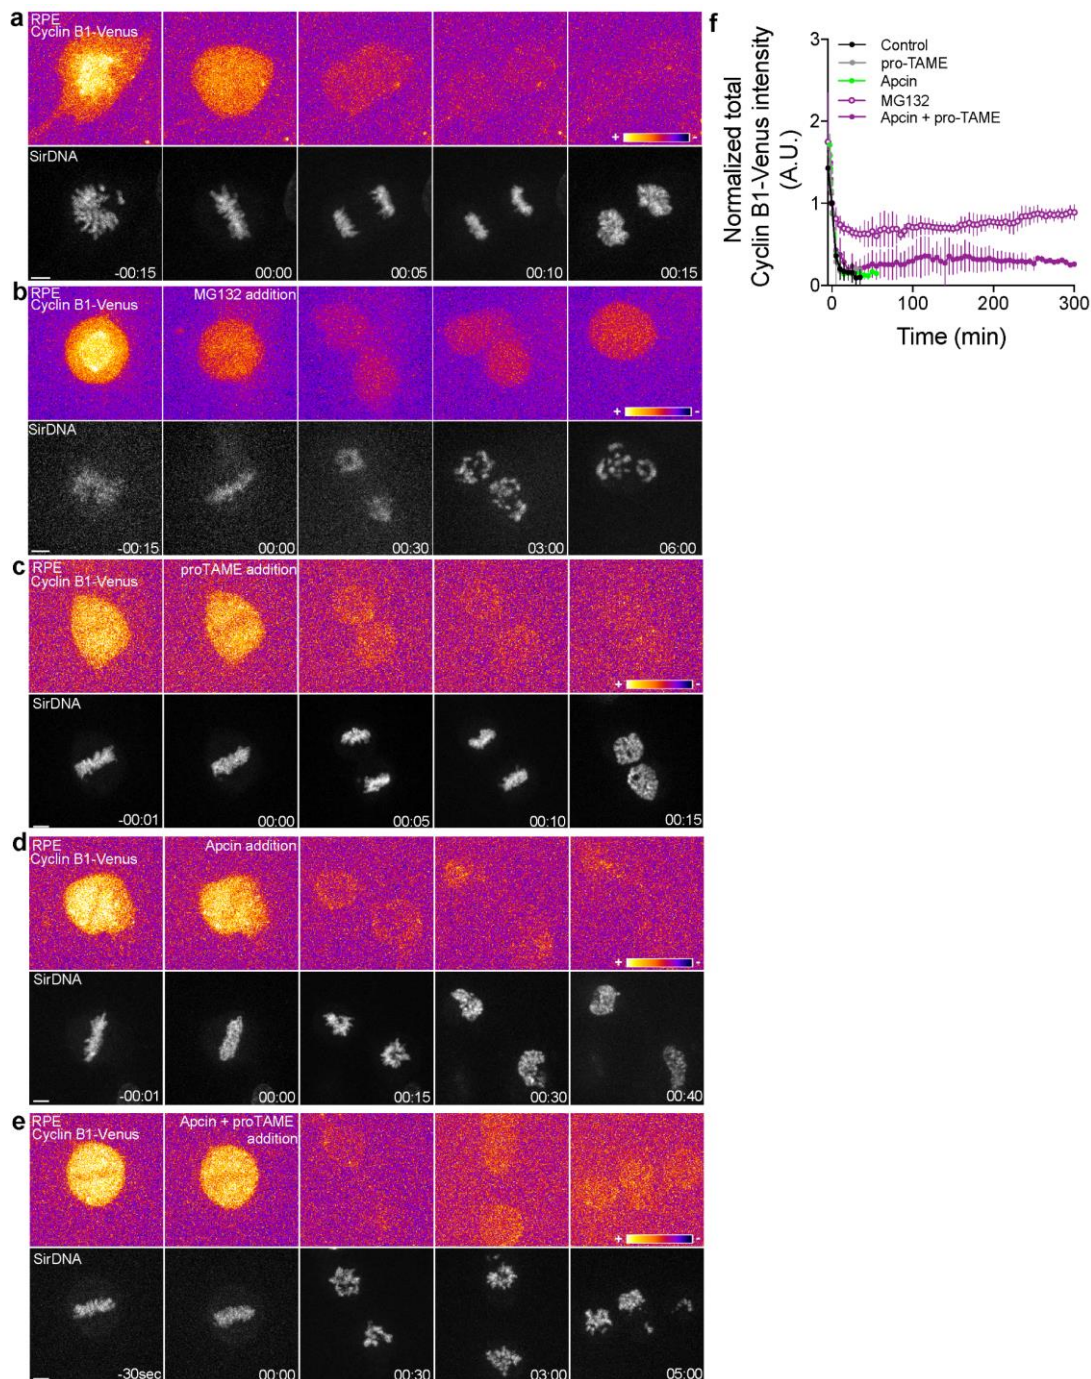 a
RPE
Cyclin B1-Venus
+ -
SirDNA
-00:15 00:00 00:05 00:10 00:15
b
RPE
Cyclin B1-Venus MG132 addition
+ -
SirDNA
-00:15 00:00 00:30 03:00 06:00
c
RPE
Cyclin B1-Venus proTAME addition
+ -
SirDNA
-00:01 00:00 00:05 00:10 00:15
d
RPE
Cyclin B1-Venus Apcin addition
+ -
SirDNA
-00:01 00:00 00:15 00:30 00:40
e
RPE
Cyclin B1-Venus Apcin + proTAME
addition
+ -
SirDNA
-30sec 00:00 00:30 03:00 05:00
f
Normalized total
Cyclin B1-Venus intensity
(A.U.)
3
2
1
0
Control
pro-TAME
Apcin
MG132
Apcin + pro-TAME
0 100 200 300
Time (min)